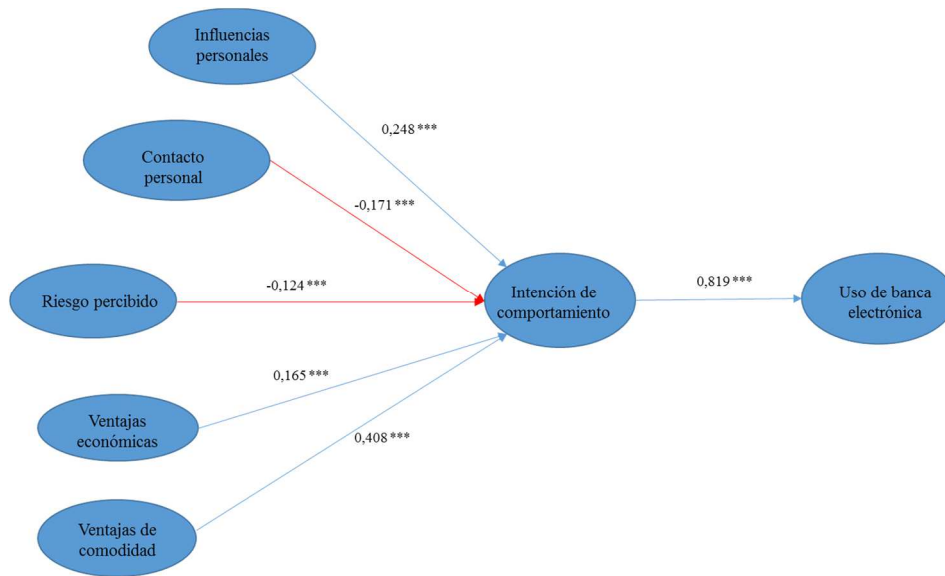 Influencias
personales
0,248 ***
Contacto
personal
-0,171 ***
Riesgo percibido
-0,124 ***
Intención de
comportamiento
0,819 ***
Uso de banca
electrónica
0,165 ***
Ventajas
económicas
0,408 ***
Ventajas de
comodidad